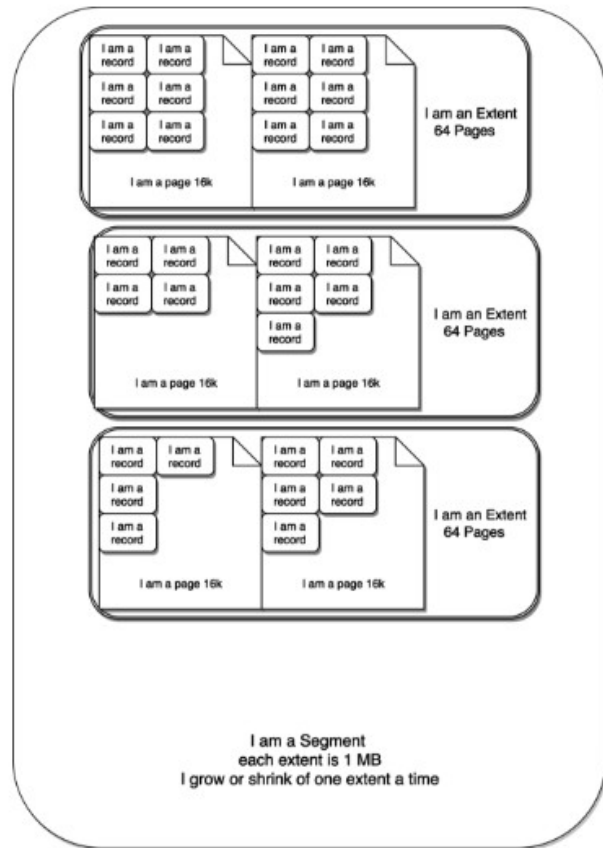 I am a
record
I am a
record
I am a
record
I am a
record
I am a
record
I am a
record
I am a page 16k
I am a
record
I am a
record
I am a
record
I am a
record
I am a
record
I am a
record
I am a page 16k
I am an Extent
64 Pages
I am a
record
I am a
record
I am a
record
I am a
record
I am a page 16k
I am a
record
I am a
record
I am a
record
I am a
record
I am a
record
I am a page 16k
I am an Extent
64 Pages
I am a
record
I am a
record
I am a
record
I am a
record
I am a page 16k
I am a
record
I am a
record
I am a
record
I am a
record
I am a
record
I am a page 16k
I am an Extent
64 Pages
I am a Segment
each extent is 1 MB
I grow or shrink of one extent a time